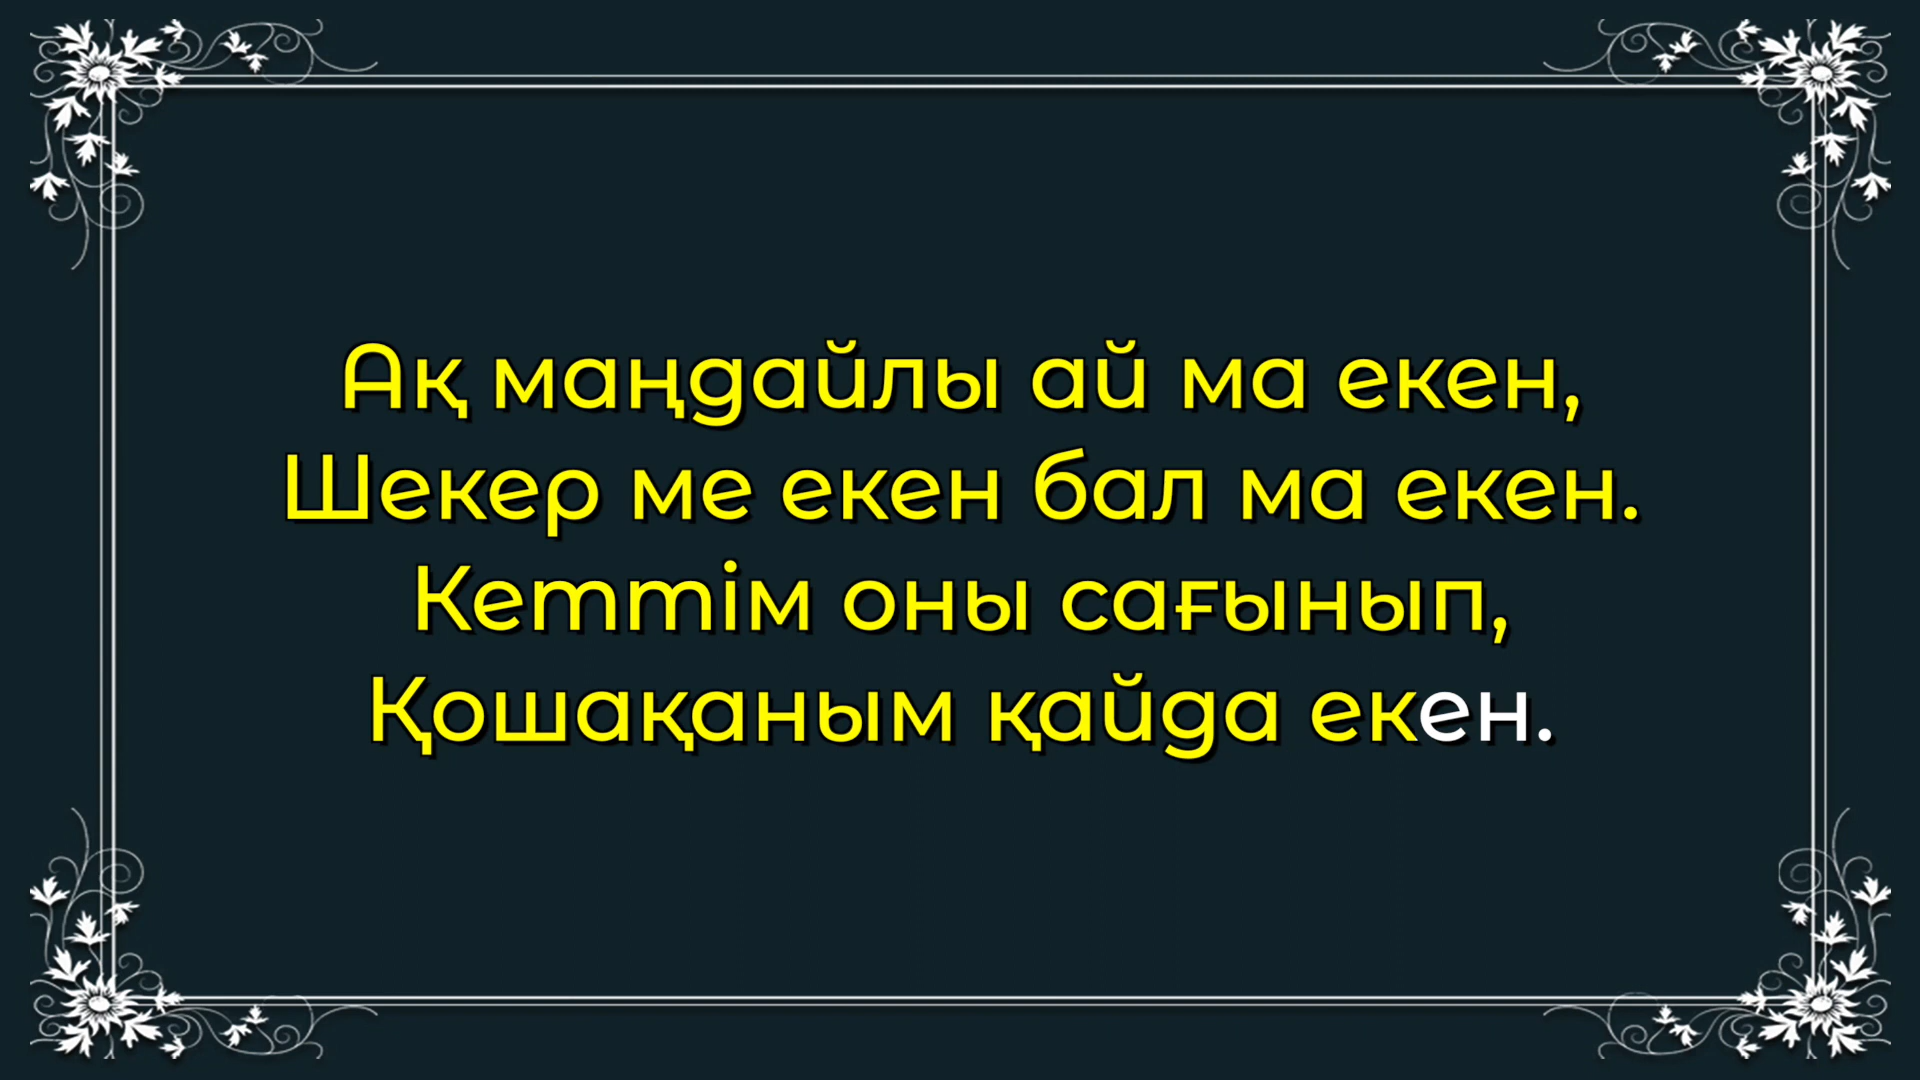 Ақ маңдайлы ай ма екен,
Шекер ме екен бал ма екен.
Кеттім оны сағынып,
Қошақаным қайда екен.